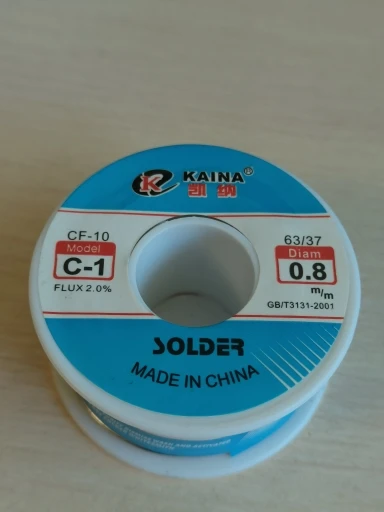 KAINA®
凯纳
CF-10
Model
C-1
FLUX 2.0%
63/37
Diam
0.8
m/m
GB/T3131-2001
SOLDER
MADE IN CHINA